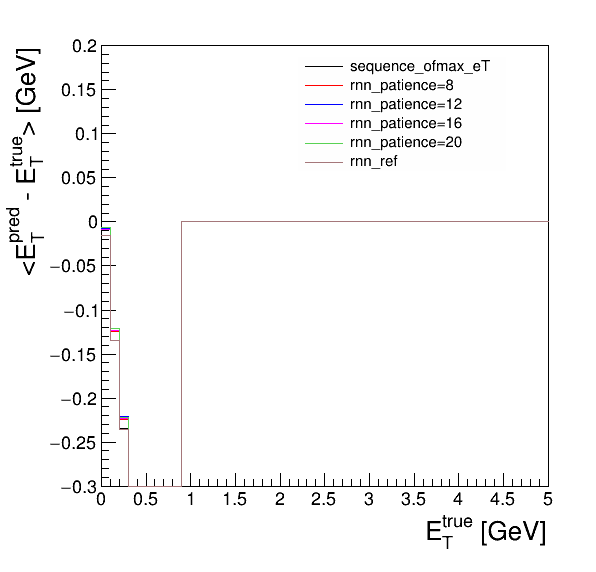 <E_T^pred - E_T^true> [GeV]
0.2
0.15
0.1
0.05
0
−0.05
−0.1
−0.15
−0.2
−0.25
−0.3
sequence_ofmax_eT
rnn_patience=8
rnn_patience=12
rnn_patience=16
rnn_patience=20
rnn_ref
0 0.5 1 1.5 2 2.5 3 3.5 4 4.5 5
E_T^true [GeV]